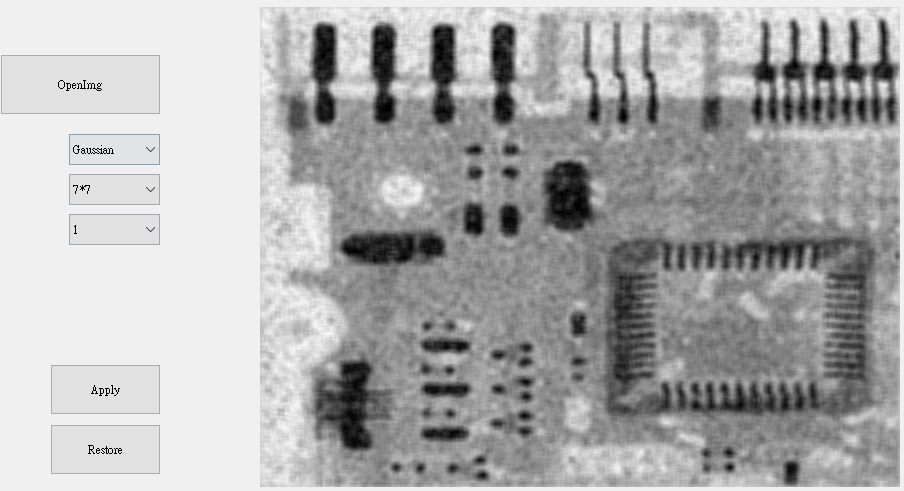 OpenImg
Gaussian
7*7
1
Apply
Restore